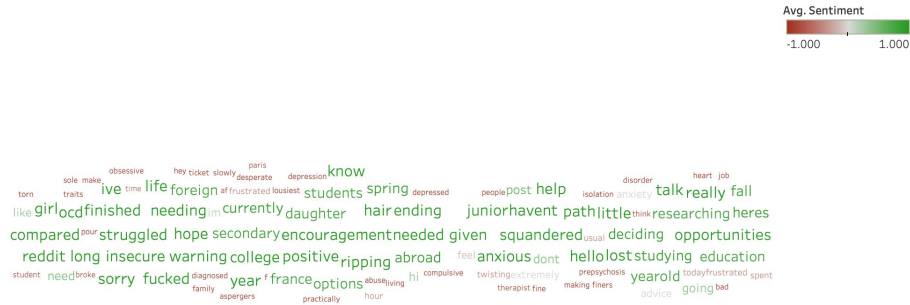 Avg. Sentiment
-1.000 1.000
paris
obsessive hey ticket slowly desperate depression know heart job
sole make ive time life foreign af frustrated lousiest students spring depressed people post help disorder isolation anxiety talk really fall
torn traits
like girl ocd finished needing im currently daughter hair ending junior havent path little think researching heres
compared pour struggled hope secondary encouragement needed given squandered usual deciding opportunities
reddit long insecure warning college positive ripping abroad feel anxious dont hello lost studying education
student need broke sorry fucked diagnosed year f france options abuse living hi compulsive twisting extremely prepsychosis yearold today frustrated spent
family aspergers practically hour therapist fine making finers advice going bad